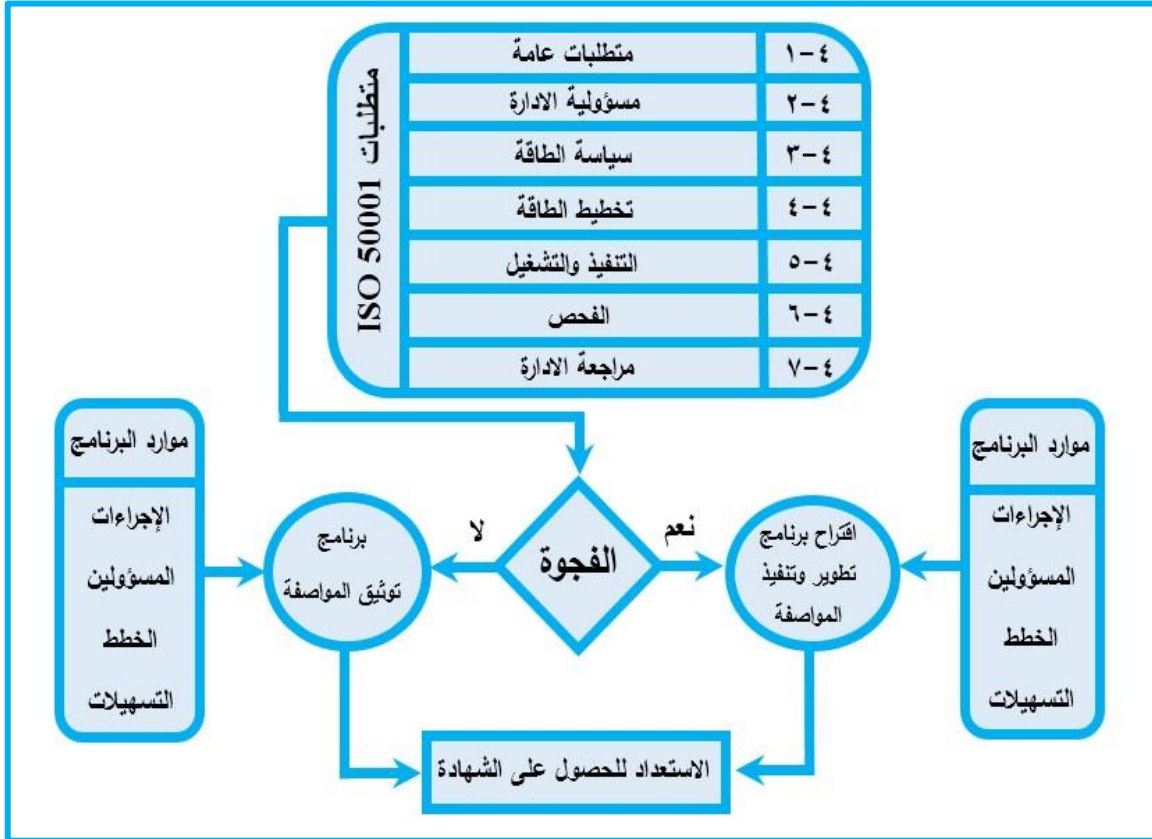 متطلبات ISO 50001
٤-١ متطلبات عامة
٤-٢ مسؤولية الادارة
٤-٣ سياسة الطاقة
٤-٤ تخطيط الطاقة
٤-٥ التنفيذ والتشغيل
٤-٦ الفحص
٤-٧ مراجعة الادارة
موارد البرنامج
الإجراءات
المسؤولين
الخطط
التسهيلات
اقتراح برنامج
تطوير وتنفيذ
المواصفة
نعم
الفجوة
لا
برنامج
توثيق المواصفة
موارد البرنامج
الإجراءات
المسؤولين
الخطط
التسهيلات
الاستعداد للحصول على الشهادة